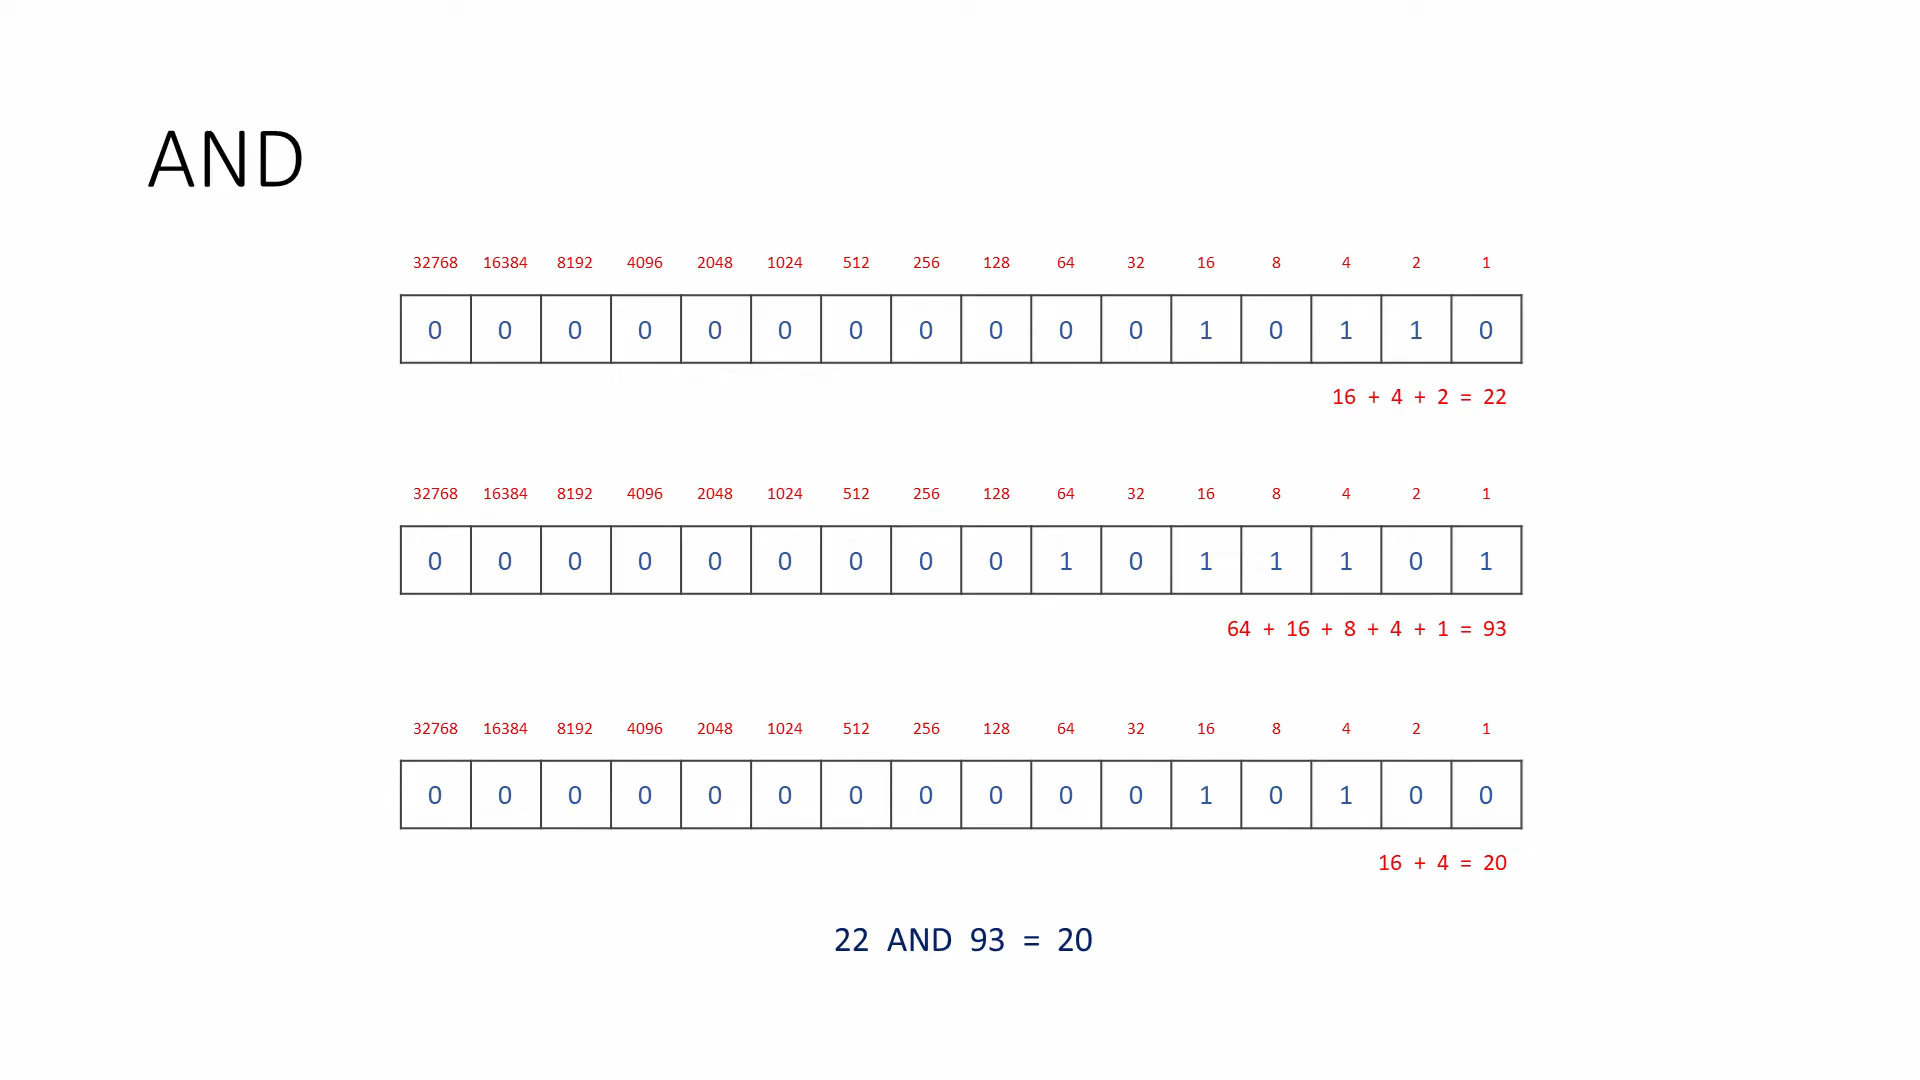 AND
32768 16384 8192 4096 2048 1024 512 256 128 64 32 16 8 4 2 1
0 0 0 0 0 0 0 0 0 0 0 1 0 1 1 0
16 + 4 + 2 = 22
32768 16384 8192 4096 2048 1024 512 256 128 64 32 16 8 4 2 1
0 0 0 0 0 0 0 0 0 1 0 1 1 1 0 1
64 + 16 + 8 + 4 + 1 = 93
32768 16384 8192 4096 2048 1024 512 256 128 64 32 16 8 4 2 1
0 0 0 0 0 0 0 0 0 0 0 1 0 1 0 0
16 + 4 = 20
22 AND 93 = 20